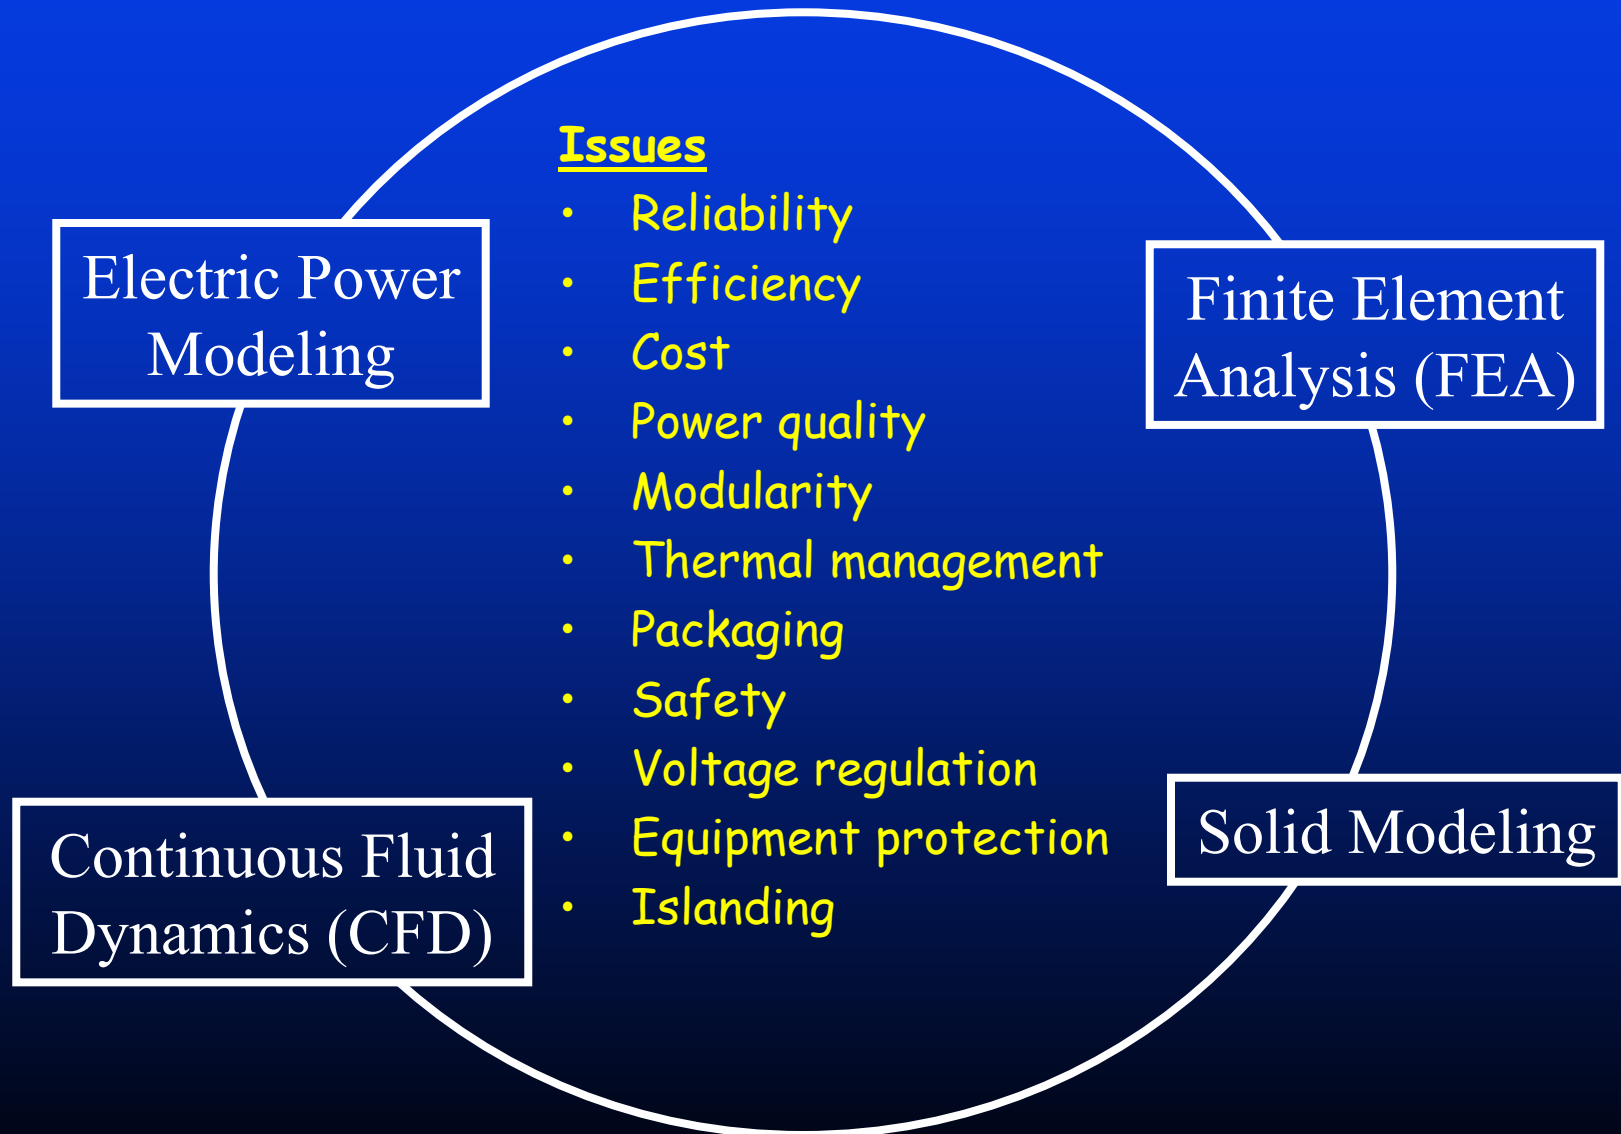 Issues
• Reliability
• Efficiency
• Cost
• Power quality
• Modularity
• Thermal management
• Packaging
• Safety
• Voltage regulation
• Equipment protection
• Islanding
Electric Power
Modeling
Finite Element
Analysis (FEA)
Continuous Fluid
Dynamics (CFD)
Solid Modeling